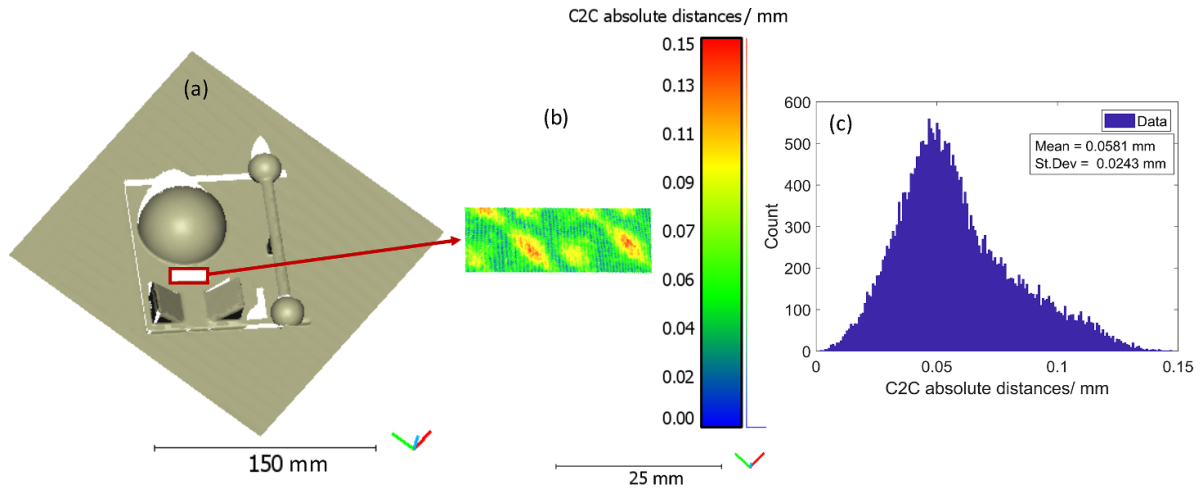 (a)
150 mm
C2C absolute distances/ mm
(b)
0.15
0.14
0.13
0.11
0.09
0.07
0.06
0.04
0.02
0.00
25 mm
(c)
Data
Mean = 0.0581 mm
St.Dev = 0.0243 mm
Count
600
500
400
300
200
100
0
0
0.05
0.1
0.15
C2C absolute distances/ mm